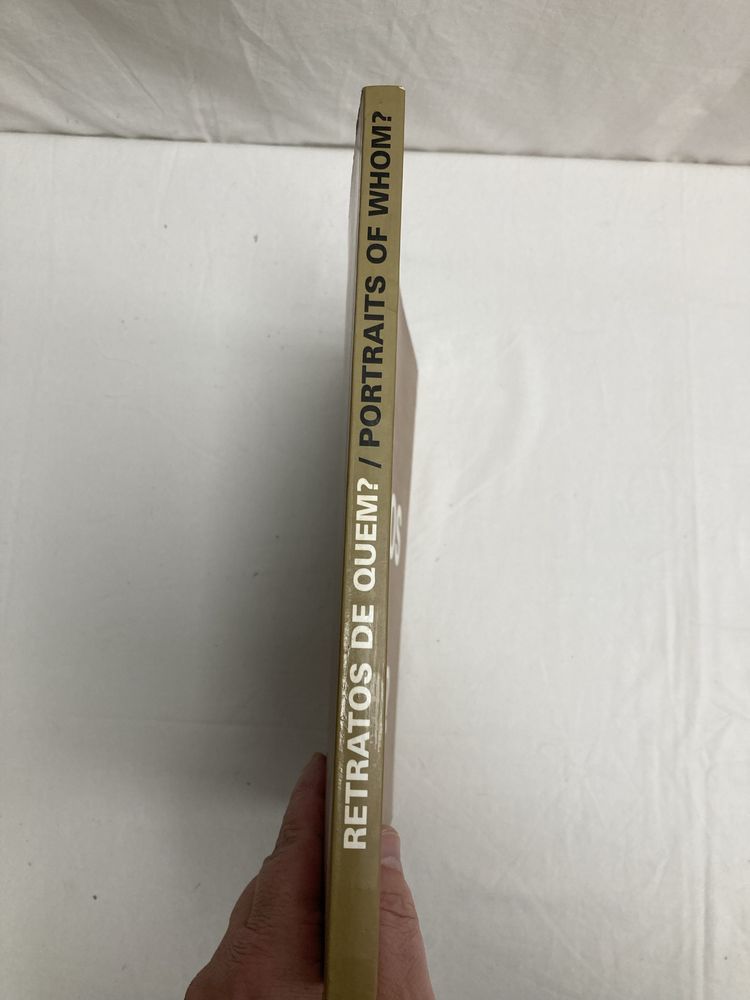 RETRATOS DE QUEM? / PORTRAITS OF WHOM?